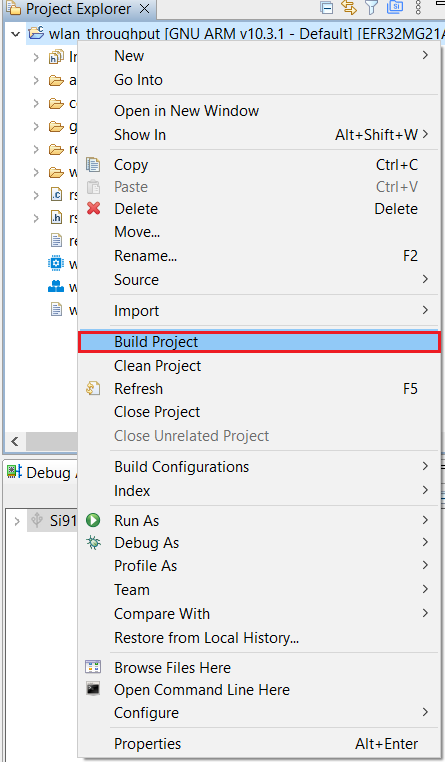 Project Explorer
wlan_throughput [GNU ARM v10.3.1 - Default] [EFR32MG21A
In
a
c
g
re
w
rs
rs
re
w
w
w
New
Go Into
Open in New Window
Show In Alt+Shift+W
Copy Ctrl+C
Paste Ctrl+V
Delete Delete
Move...
Rename... F2
Source
Import
Build Project
Clean Project
Refresh F5
Close Project
Close Unrelated Project
Build Configurations
Index
Debug A
Si91
Run As
Debug As
Profile As
Team
Compare With
Restore from Local History...
Browse Files Here
Open Command Line Here
Configure
Properties Alt+Enter